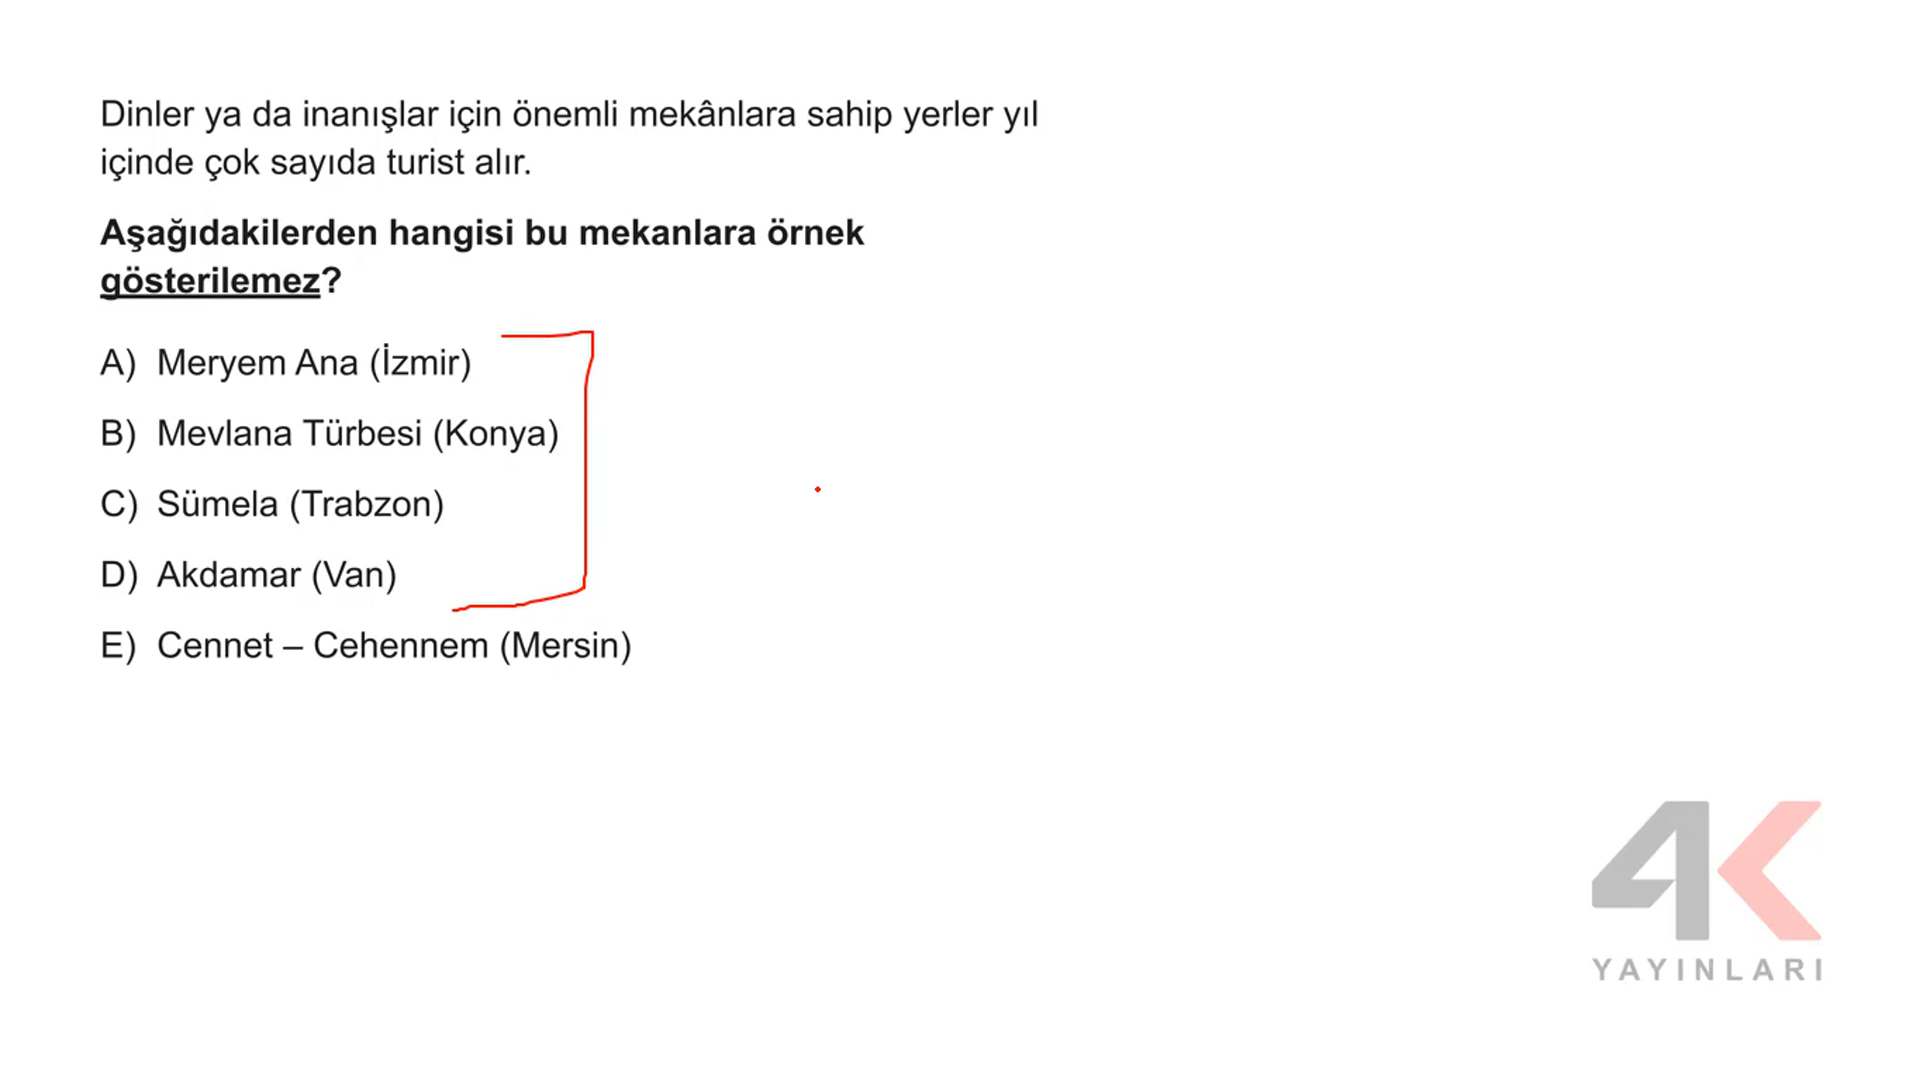 Dinler ya da inanışlar için önemli mekânlara sahip yerler yıl
içinde çok sayıda turist alır.
Aşağıdakilerden hangisi bu mekanlara örnek
gösterilemez?
A) Meryem Ana (İzmir)
B) Mevlana Türbesi (Konya)
C) Sümela (Trabzon)
D) Akdamar (Van)
E) Cennet – Cehennem (Mersin)
4K
YAYINLARI